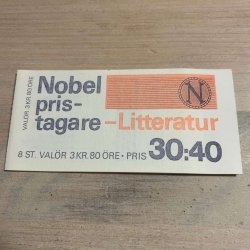 VALÖR 3 KR. 80 ÖRE
Nobel
pris-
tagare – Litteratur
N
8 ST. VALÖR 3 KR. 80 ÖRE · PRIS 30:40